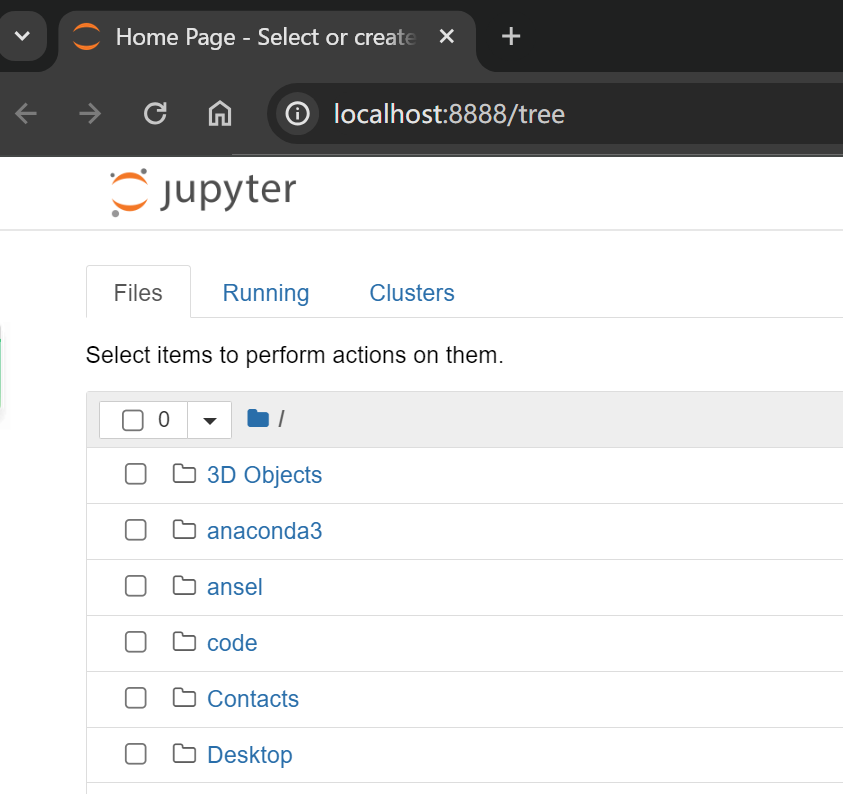 Home Page - Select or create
localhost:8888/tree
jupyter
Files Running Clusters
Select items to perform actions on them.
0 /
3D Objects
anaconda3
ansel
code
Contacts
Desktop